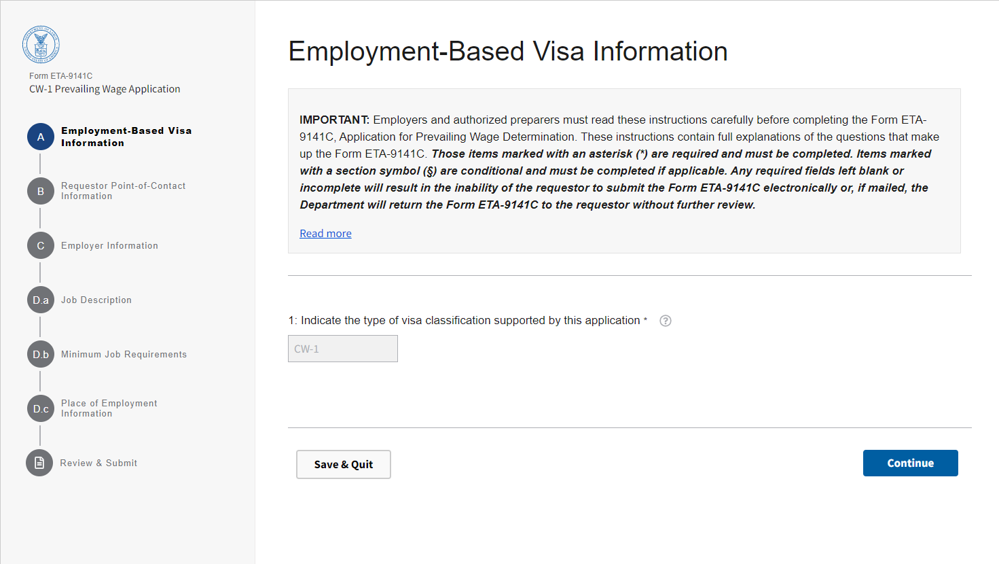 Form ETA-9141C
CW-1 Prevailing Wage Application
A
Employment-Based Visa
Information
B
Requestor Point-of-Contact
Information
C
Employer Information
D.a
Job Description
D.b
Minimum Job Requirements
D.c
Place of Employment
Information
Review & Submit
Employment-Based Visa Information
IMPORTANT: Employers and authorized preparers must read these instructions carefully before completing the Form ETA-
9141C, Application for Prevailing Wage Determination. These instructions contain full explanations of the questions that make
up the Form ETA-9141C. Those items marked with an asterisk (*) are required and must be completed. Items marked
with a section symbol (§) are conditional and must be completed if applicable. Any required fields left blank or
incomplete will result in the inability of the requestor to submit the Form ETA-9141C electronically or, if mailed, the
Department will return the Form ETA-9141C to the requestor without further review.
Read more
1: Indicate the type of visa classification supported by this application * ?
CW-1
Save & Quit
Continue